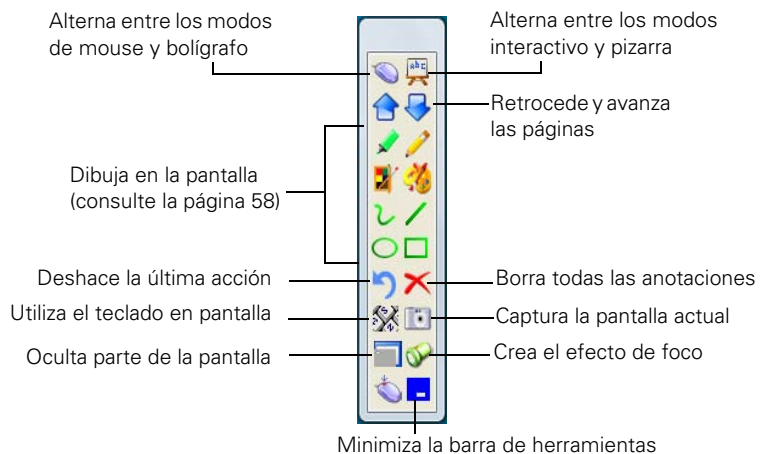 Alterna entre los modos
de mouse y bolígrafo
Alterna entre los modos
interactivo y pizarra
Retrocede y avanza
las páginas
Dibuja en la pantalla
(consulte la página 58)
Deshace la última acción
Borra todas las anotaciones
Utiliza el teclado en pantalla
Captura la pantalla actual
Oculta parte de la pantalla
Crea el efecto de foco
Minimiza la barra de herramientas